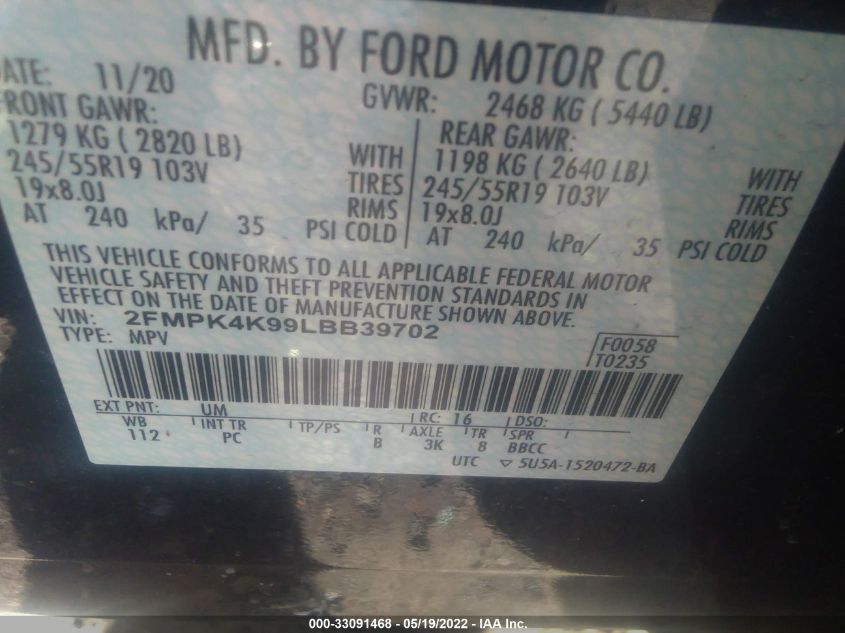 MFD. BY FORD MOTOR CO.
DATE: 11/20
GVWR: 2468 KG ( 5440 LB)
FRONT GAWR:
1279 KG ( 2820 LB)
245/55R19 103V
19x8.0J
WITH
TIRES
RIMS
AT 240 kPa/ 35 PSI COLD
REAR GAWR:
1198 KG ( 2640 LB)
245/55R19 103V
19x8.0J
WITH
TIRES
RIMS
AT 240 kPa/ 35 PSI COLD
THIS VEHICLE CONFORMS TO ALL APPLICABLE FEDERAL MOTOR
VEHICLE SAFETY AND THEFT PREVENTION STANDARDS IN
EFFECT ON THE DATE OF MANUFACTURE SHOWN ABOVE.
VIN: 2FMPK4K99LBB39702
TYPE: MPV
F0058
T0235
EXT PNT: UM RC: 16 DSO:
WB INT TR TP/PS R AXLE TR SPR
112 PC B 3K 8 BBCC
UTC ▽ 5U5A-1520472-BA
000-33091468 - 05/19/2022 - IAA Inc.